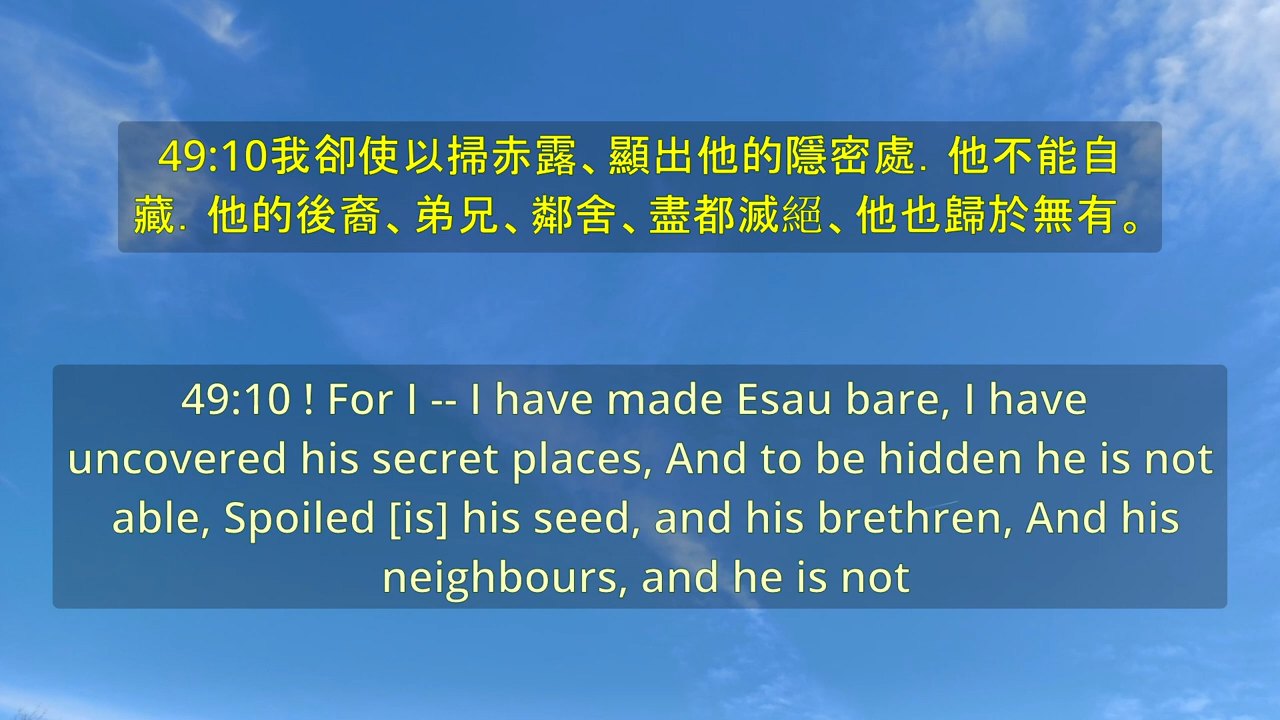 49:10我卻使以掃赤露、顯出他的隱密處．他不能自
藏．他的後裔、弟兄、鄰舍、盡都滅絕、他也歸於無有。
49:10 ! For I -- I have made Esau bare, I have
uncovered his secret places, And to be hidden he is not
able, Spoiled [is] his seed, and his brethren, And his
neighbours, and he is not